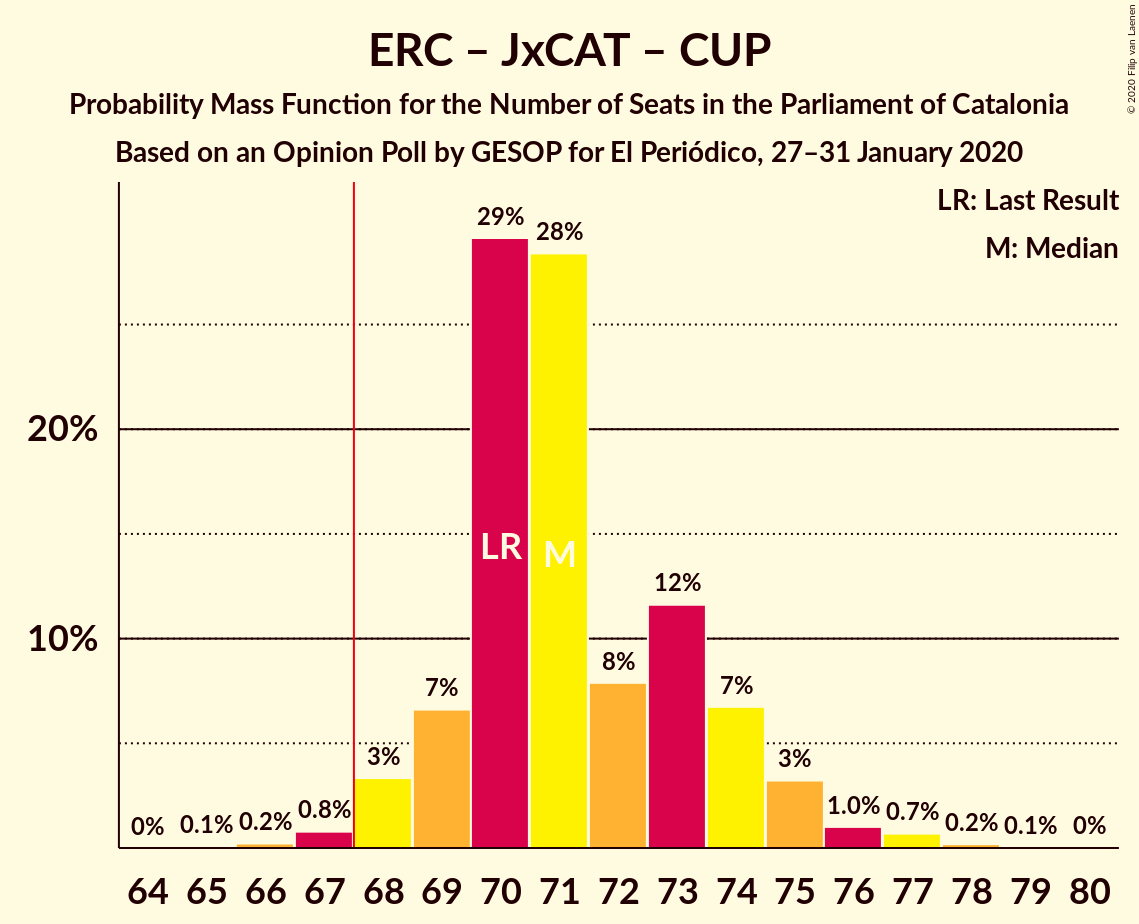 ERC – JxCAT – CUP
Probability Mass Function for the Number of Seats in the Parliament of Catalonia
Based on an Opinion Poll by GESOP for El Periódico, 27–31 January 2020
© 2020 Filip van Laenen
LR: Last Result
M: Median
29%
28%
20%
LR
M
12%
10%
8%
7%
7%
3%
3%
0%
0.1%
0.2%
0.8%
1.0%
0.7%
0.2%
0.1%
0%
64 65 66 67 68 69 70 71 72 73 74 75 76 77 78 79 80